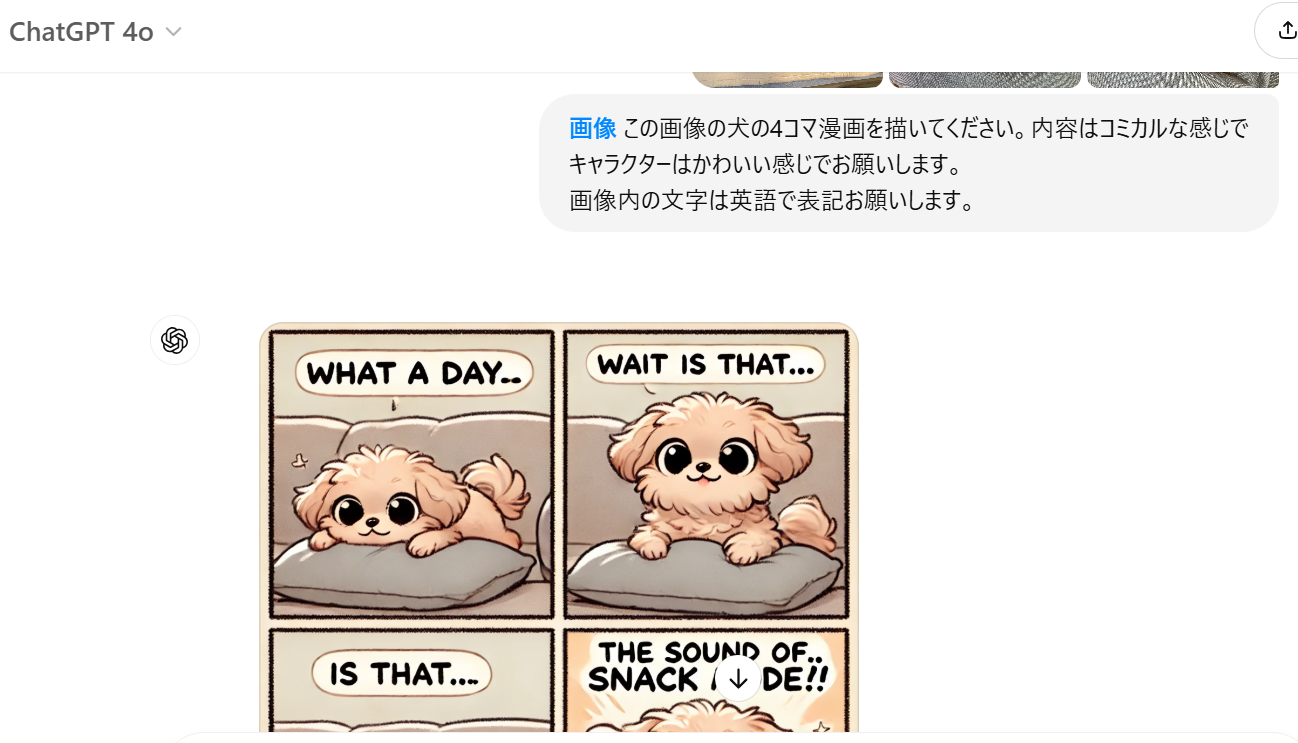 ChatGPT 4o
画像 この画像の犬の4コマ漫画を描いてください。内容はコミカルな感じで
キャラクターはかわいい感じでお願いします。
画像内の文字は英語で表記お願いします。
WHAT A DAY..
WAIT IS THAT...
IS THAT....
THE SOUND OF..
SNACK